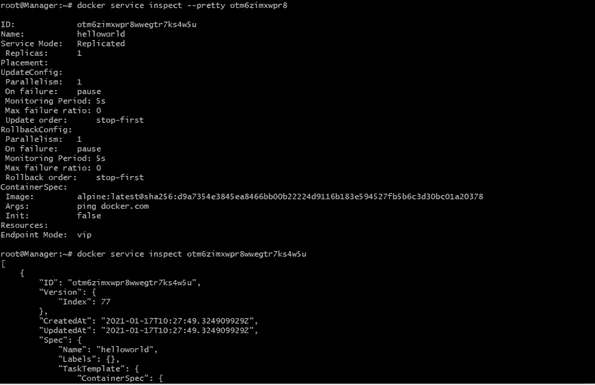 root@Manager:~# docker service inspect --pretty otm6zimxwpr8
ID: otm6zimxwpr8wwegtr7ks4w5u
Name: helloworld
Service Mode: Replicated
Replicas: 1
Placement:
UpdateConfig:
Parallelism: 1
On failure: pause
Monitoring Period: 5s
Max failure ratio: 0
Update order: stop-first
RollbackConfig:
Parallelism: 1
On failure: pause
Monitoring Period: 5s
Max failure ratio: 0
Rollback order: stop-first
ContainerSpec:
Image: alpine:latest@sha256:d9a7354e3845ea8466bb00b22224d9116b183e594527fb5b6c3d30bc01a20378
Args: ping docker.com
Init: false
Resources:
Endpoint Mode: vip
root@Manager:~# docker service inspect otm6zimxwpr8wwegtr7ks4w5u
[
{
"ID": "otm6zimxwpr8wwegtr7ks4w5u",
"Version": {
"Index": 77
},
"CreatedAt": "2021-01-17T10:27:49.324909929Z",
"UpdatedAt": "2021-01-17T10:27:49.324909929Z",
"Spec": {
"Name": "helloworld",
"Labels": {},
"TaskTemplate": {
"ContainerSpec": {